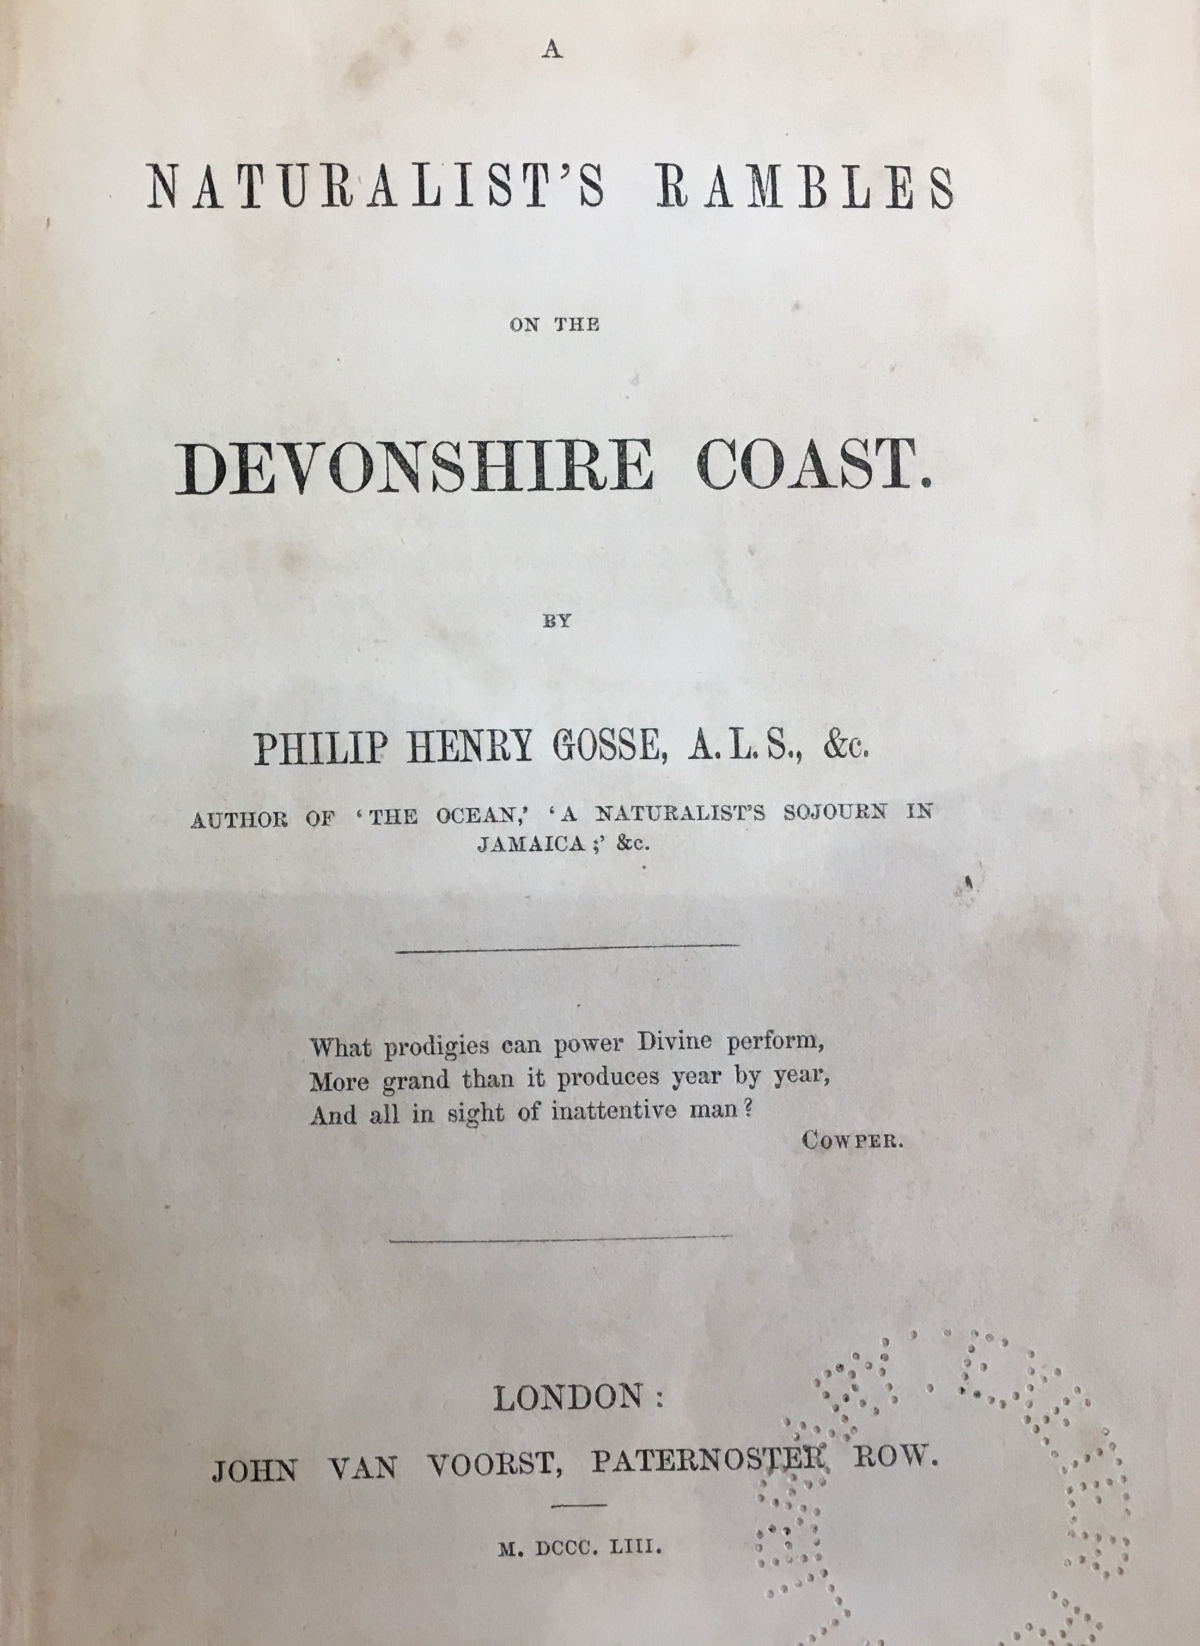 A
NATURALIST'S RAMBLES
ON THE
DEVONSHIRE COAST.
BY
PHILIP HENRY GOSSE, A.L.S., &c.
AUTHOR OF 'THE OCEAN,' 'A NATURALIST'S SOJOURN IN
JAMAICA;' &c.
What prodigies can power Divine perform,
More grand than it produces year by year,
And all in sight of inattentive man?
COWPER.
LONDON:
JOHN VAN VOORST, PATERNOSTER ROW.
M. DCCC. LIII.